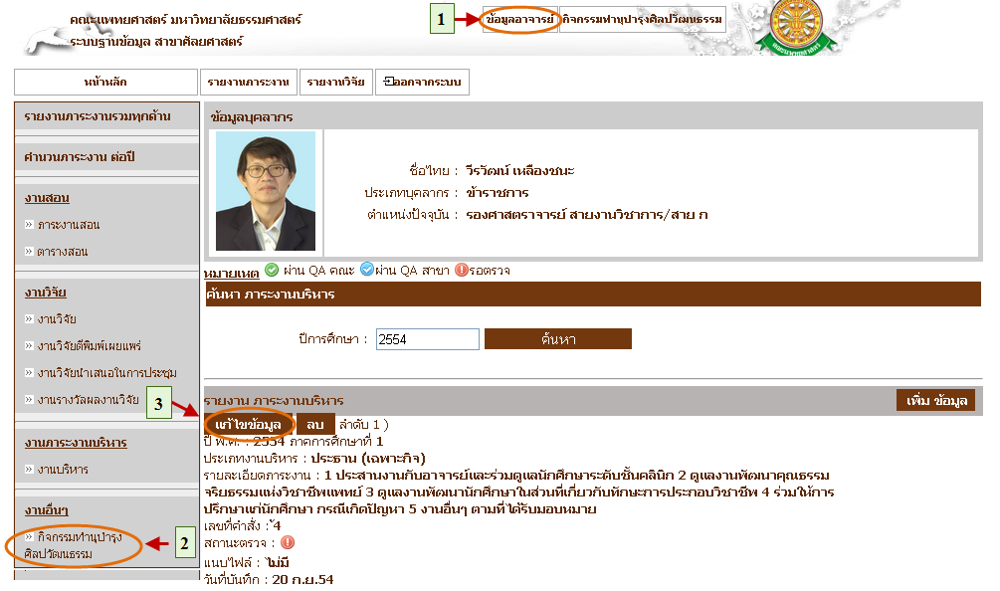 คณะแพทยศาสตร์ มหาวิทยาลัยธรรมศาสตร์
ระบบฐานข้อมูล สาขาศัลยศาสตร์
1
ข้อมูลอาจารย์ กิจกรรมทำนุบำรุงศิลปวัฒนธรรม
หน้าหลัก
รายงานภาระงาน
รายงานวิจัย
ออกจากระบบ
รายงานภาระงานรวมทุกด้าน
คำนวนภาระงาน ต่อปี
งานสอน
» ภาระงานสอน
» ตารางสอน
งานวิจัย
» งานวิจัย
» งานวิจัยตีพิมพ์เผยแพร่
» งานวิจัยนำเสนอในการประชุม
» งานรางวัลผลงานวิจัย
3
งานภาระงานบริหาร
» งานบริหาร
งานอื่นๆ
» กิจกรรมทำนุบำรุง
ศิลปวัฒนธรรม
2
ข้อมูลบุคลากร
ชื่อไทย : วีรวัฒน์ เหลืองชนะ
ประเภทบุคลากร : ข้าราชการ
ตำแหน่งปัจจุบัน : รองศาสตราจารย์ สายงานวิชาการ/สาย ก
หมายเหตุ ผ่าน QA คณะ ผ่าน QA สาขา รอตรวจ
ค้นหา ภาระงานบริหาร
ปีการศึกษา : 2554 ค้นหา
รายงาน ภาระงานบริหาร เพิ่ม ข้อมูล
แก้ไขข้อมูล ลบ ลำดับ 1 )
ปี พ.ศ. : 2554 ภาคการศึกษาที่ 1
ประเภทงานบริหาร : ประธาน (เฉพาะกิจ)
รายละเอียดภาระงาน : 1 ประสานงานกับอาจารย์และร่วมดูแลนักศึกษาระดับชั้นคลินิก 2 ดูแลงานพัฒนาคุณธรรม
จริยธรรมแห่งวิชาชีพแพทย์ 3 ดูแลงานพัฒนานักศึกษาในส่วนที่เกี่ยวกับทักษะการประกอบวิชาชีพ 4 ร่วมให้การ
ปรึกษาแก่นักศึกษา กรณีเกิดปัญหา 5 งานอื่นๆ ตามที่ได้รับมอบหมาย
เลขที่คำสั่ง : 4
สถานะตรวจ :
แนบไฟล์ : ไม่มี
วันที่บันทึก : 20 ก.ย.54